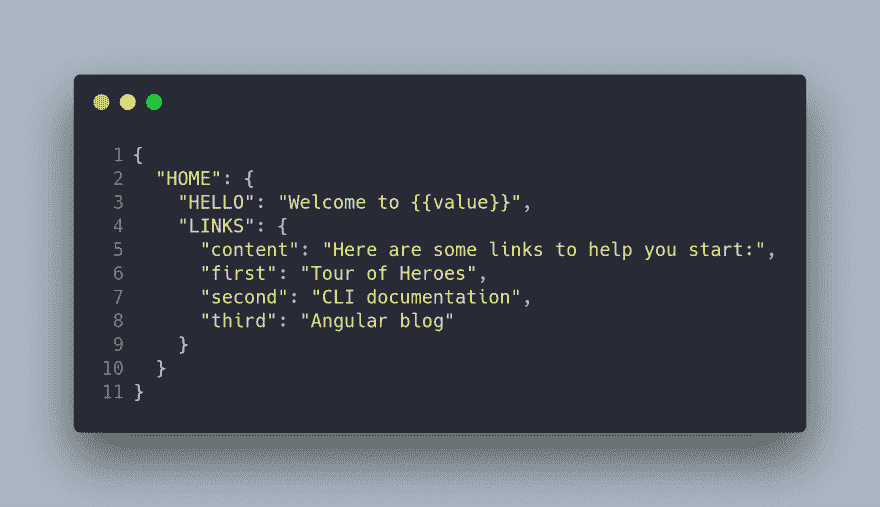 1 {
2   "HOME": {
3     "HELLO": "Welcome to {{value}}",
4     "LINKS": {
5       "content": "Here are some links to help you start:",
6       "first": "Tour of Heroes",
7       "second": "CLI documentation",
8       "third": "Angular blog"
9     }
10   }
11 }